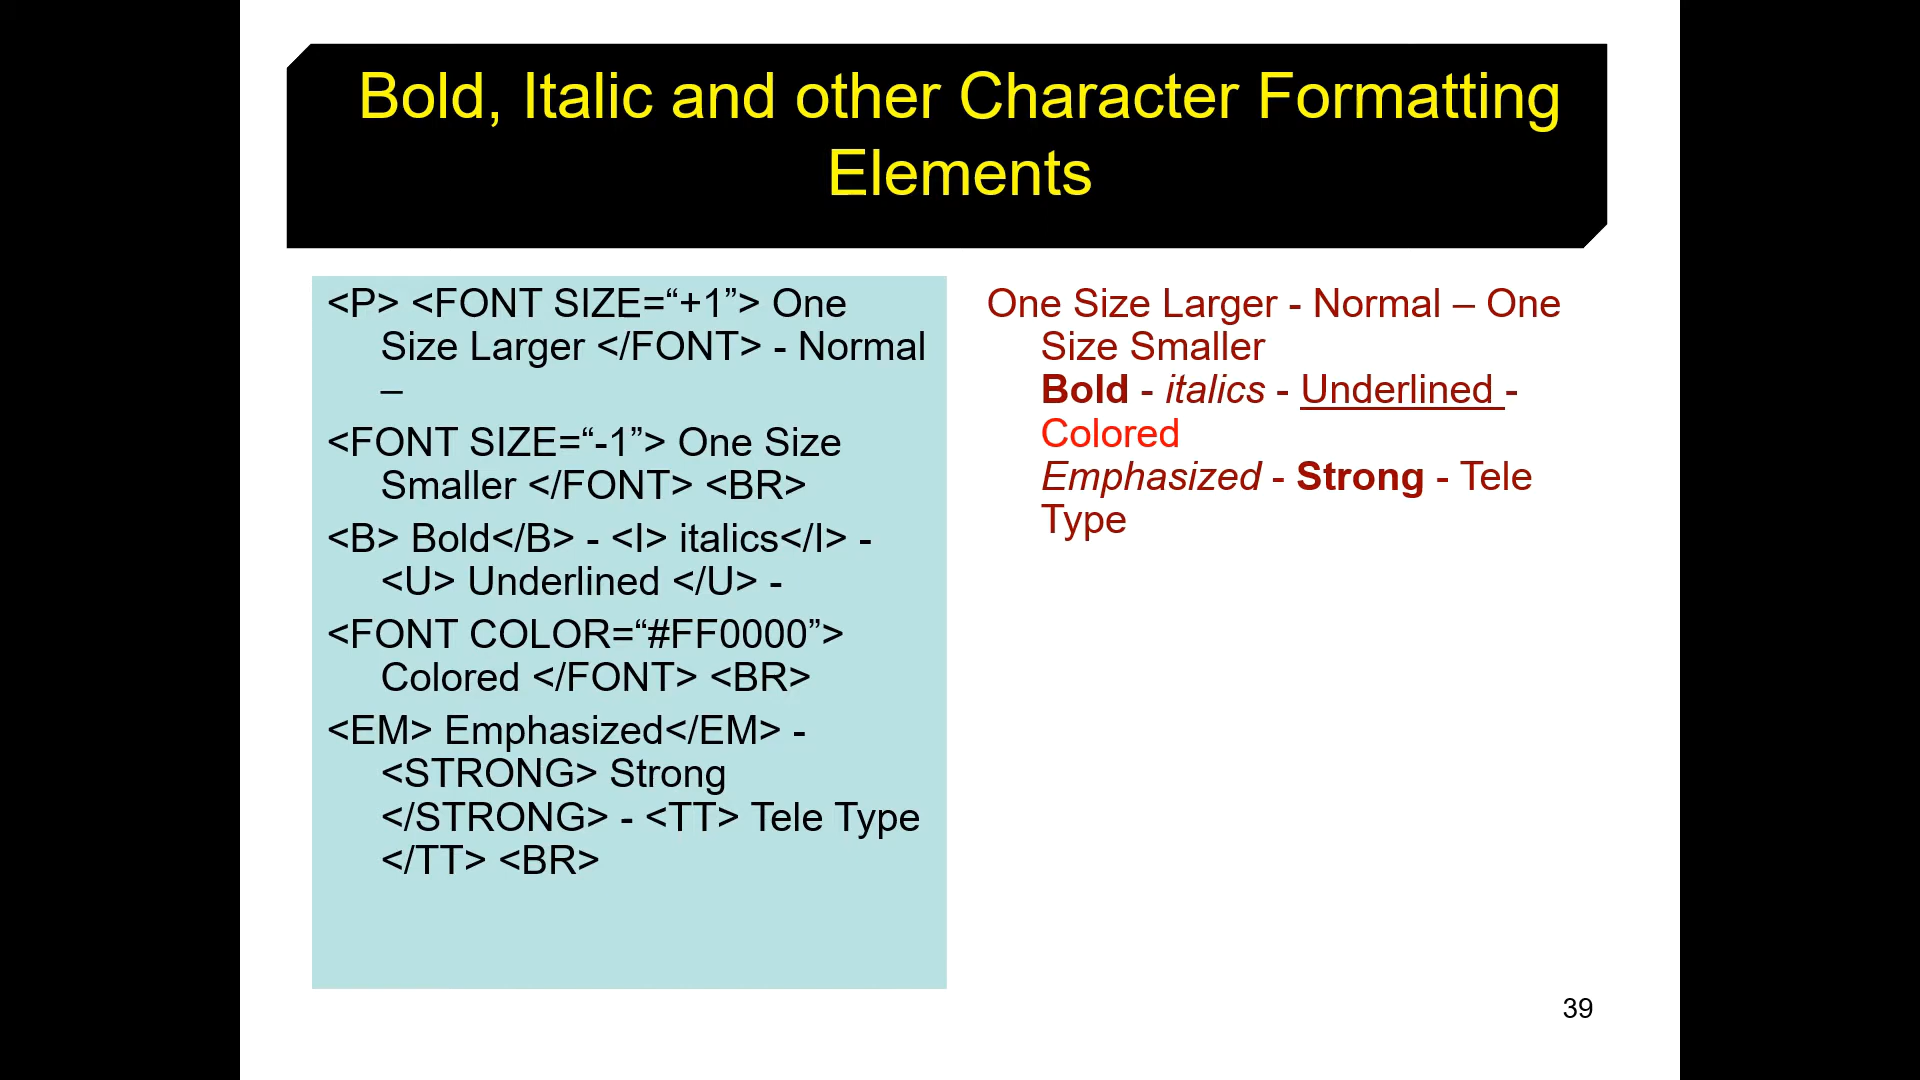 Bold, Italic and other Character Formatting
Elements
<P> <FONT SIZE=“+1”> One
Size Larger </FONT> - Normal
–
<FONT SIZE=“-1”> One Size
Smaller </FONT> <BR>
<B> Bold</B> - <I> italics</I> -
<U> Underlined </U> -
<FONT COLOR=“#FF0000”>
Colored </FONT> <BR>
<EM> Emphasized</EM> -
<STRONG> Strong
</STRONG> - <TT> Tele Type
</TT> <BR>
One Size Larger - Normal – One
Size Smaller
Bold - italics - Underlined -
Colored
Emphasized - Strong - Tele
Type
39